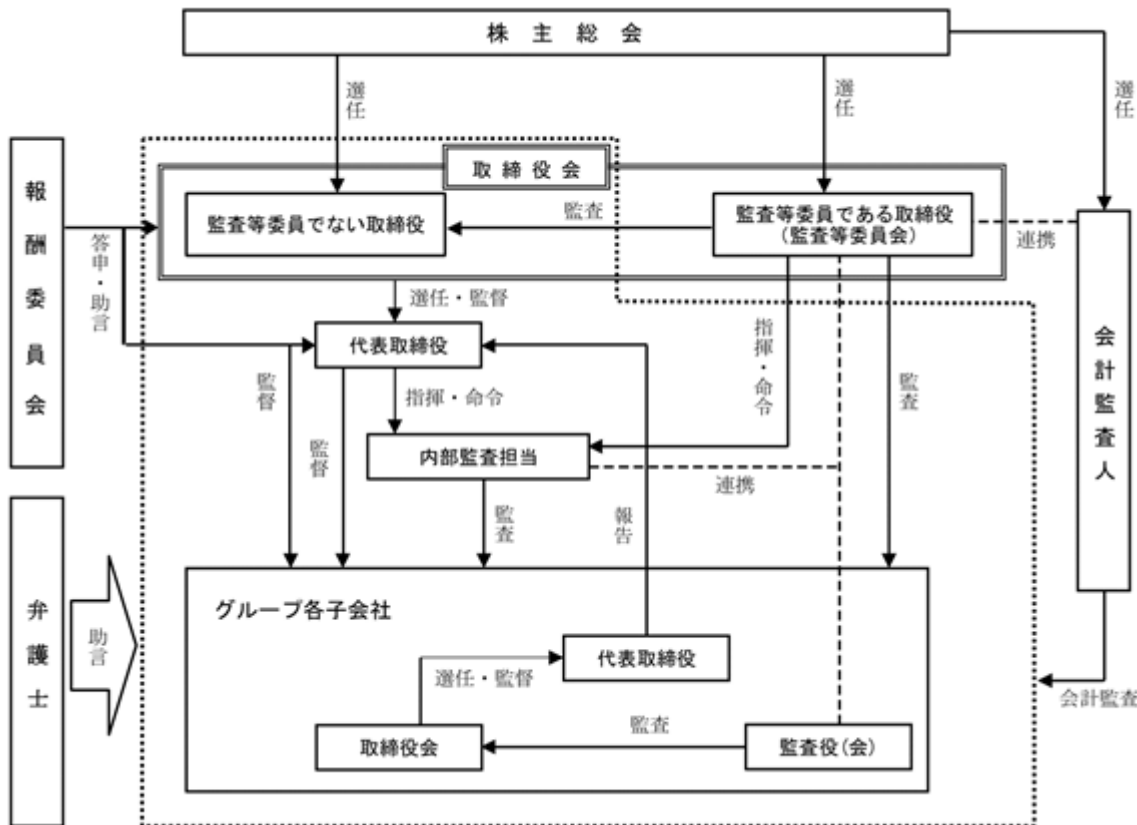 株主総会
選任
選任
選任
報酬委員会
取締役会
監査等委員でない取締役
監査
監査等委員である取締役
(監査等委員会)
連携
答申・助言
選任・監督
代表取締役
指揮・命令
監査
会計監査人
監督
監督
指揮・命令
内部監査担当
連携
監査
報告
弁護士
助言
グループ各子会社
代表取締役
選任・監督
会計監査
取締役会
監査
監査役(会)